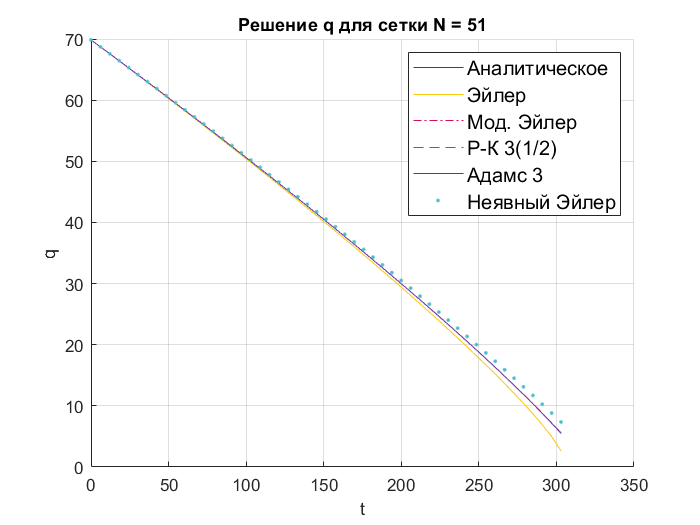 Решение q для сетки N = 51
70
60
50
40
30
20
10
0
q
Аналитическое
Эйлер
Мод. Эйлер
Р-К 3(1/2)
Адамс 3
Неявный Эйлер
0 50 100 150 200 250 300 350
t